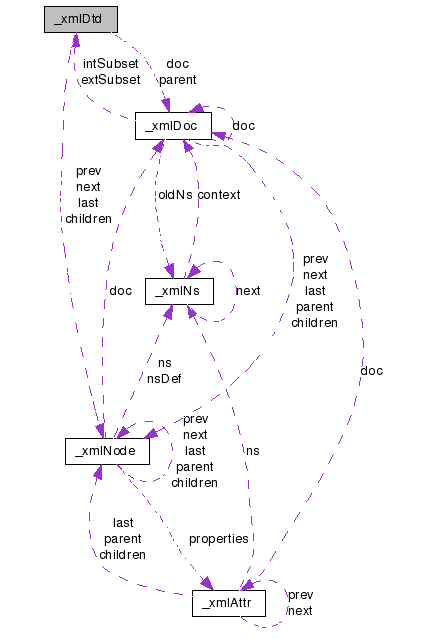 _xmlDtd
intSubset
extSubset
doc
parent
_xmlDoc
doc
prev
next
last
children
oldNs
context
prev
next
last
parent
children
_xmlNs
next
doc
ns
nsDef
doc
prev
next
last
parent
children
_xmlNode
ns
last
parent
children
properties
_xmlAttr
prev
next